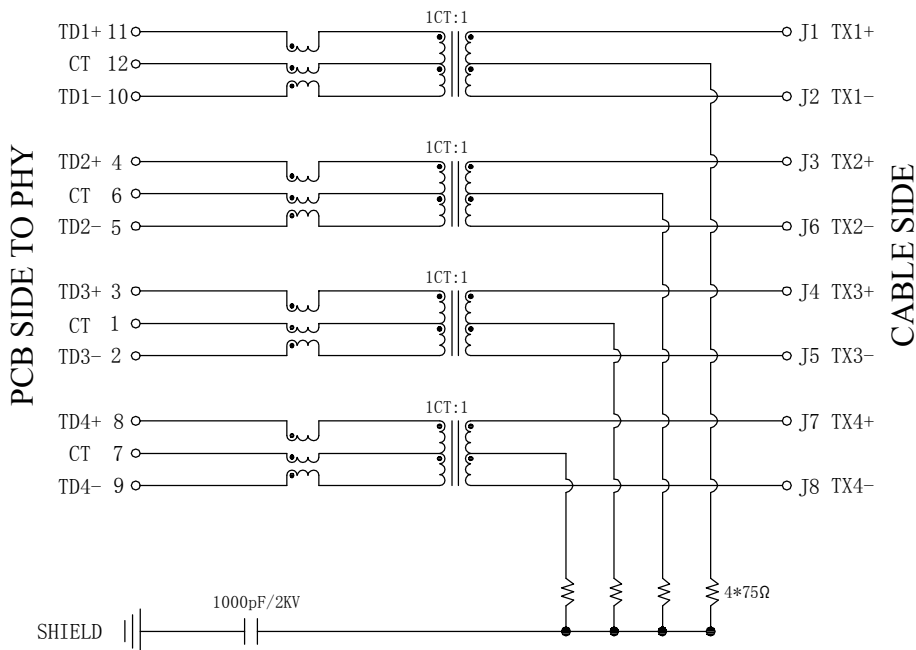 1CT:1
TD1+ 11 J1 TX1+
CT 12
TD1- 10 J2 TX1-
1CT:1
TD2+ 4 J3 TX2+
CT 6
TD2- 5 J6 TX2-
1CT:1
TD3+ 3 J4 TX3+
CT 1
TD3- 2 J5 TX3-
1CT:1
TD4+ 8 J7 TX4+
CT 7
TD4- 9 J8 TX4-
PCB SIDE TO PHY
CABLE SIDE
4*75Ω
1000pF/2KV
SHIELD